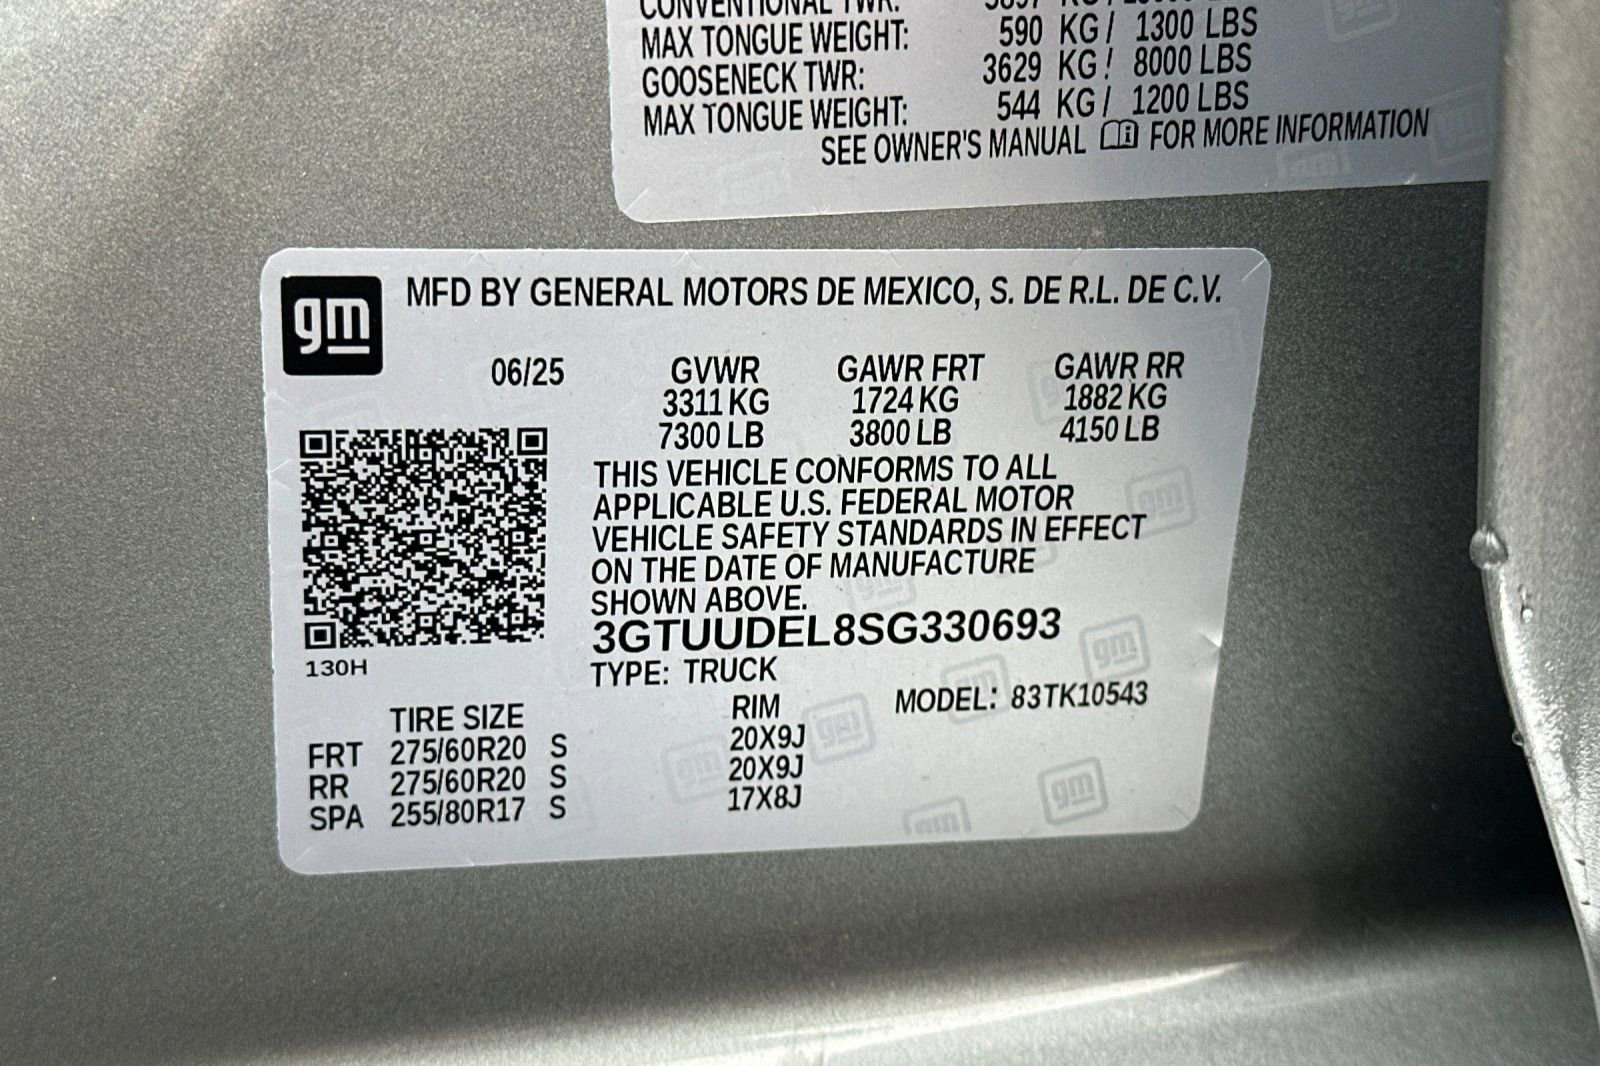 CONVENTIONAL TWR: KG/ LBS
MAX TONGUE WEIGHT: 590 KG/ 1300 LBS
GOOSENECK TWR: 3629 KG/ 8000 LBS
MAX TONGUE WEIGHT: 544 KG/ 1200 LBS
SEE OWNER'S MANUAL FOR MORE INFORMATION
gm MFD BY GENERAL MOTORS DE MEXICO, S. DE R.L. DE C.V.
06/25 GVWR GAWR FRT GAWR RR
3311 KG 1724 KG 1882 KG
7300 LB 3800 LB 4150 LB
THIS VEHICLE CONFORMS TO ALL
APPLICABLE U.S. FEDERAL MOTOR
VEHICLE SAFETY STANDARDS IN EFFECT
ON THE DATE OF MANUFACTURE
SHOWN ABOVE.
3GTUUDEL8SG330693
130H
TYPE: TRUCK
MODEL: 83TK10543
TIRE SIZE RIM
FRT 275/60R20 S 20X9J
RR 275/60R20 S 20X9J
SPA 255/80R17 S 17X8J